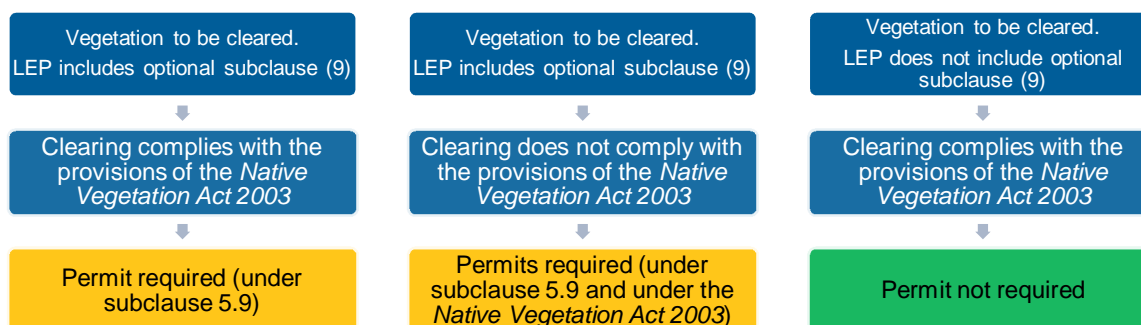 Vegetation to be cleared.
LEP includes optional subclause (9)
Clearing complies with the
provisions of the Native
Vegetation Act 2003
Permit required (under
subclause 5.9)
Vegetation to be cleared.
LEP includes optional subclause (9)
Clearing does not comply with
the provisions of the Native
Vegetation Act 2003
Permits required (under
subclause 5.9 and under the
Native Vegetation Act 2003)
Vegetation to be cleared.
LEP does not include optional
subclause (9)
Clearing complies with the
provisions of the Native
Vegetation Act 2003
Permit not required